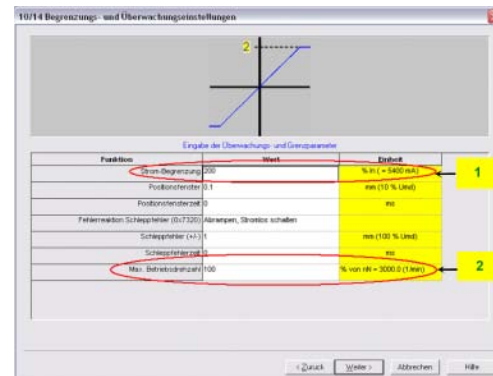 10/14 Begrenzungs- und Überwachungseinstellungen
2
Eingabe der Überwachungs- und Grenzparameter
Funktion Wert Einheit
Strom-Begrenzung 200 % In ( = 5400 mA)
1
Positionsfenster 0.1 mm (10 % Umd)
Positionsfensterzeit 0 ms
Fehlerreaktion Schleppfehler (0x7320) Abrampen, Stromlos schalten
Schleppfehler (+/-) 1 mm (100 % Umd)
Schleppfehlerzeit 0 ms
Max. Betriebsdrehzahl 100 % von nN = 3000.0 (1/min)
2
< Zurück Weiter > Abbrechen Hilfe